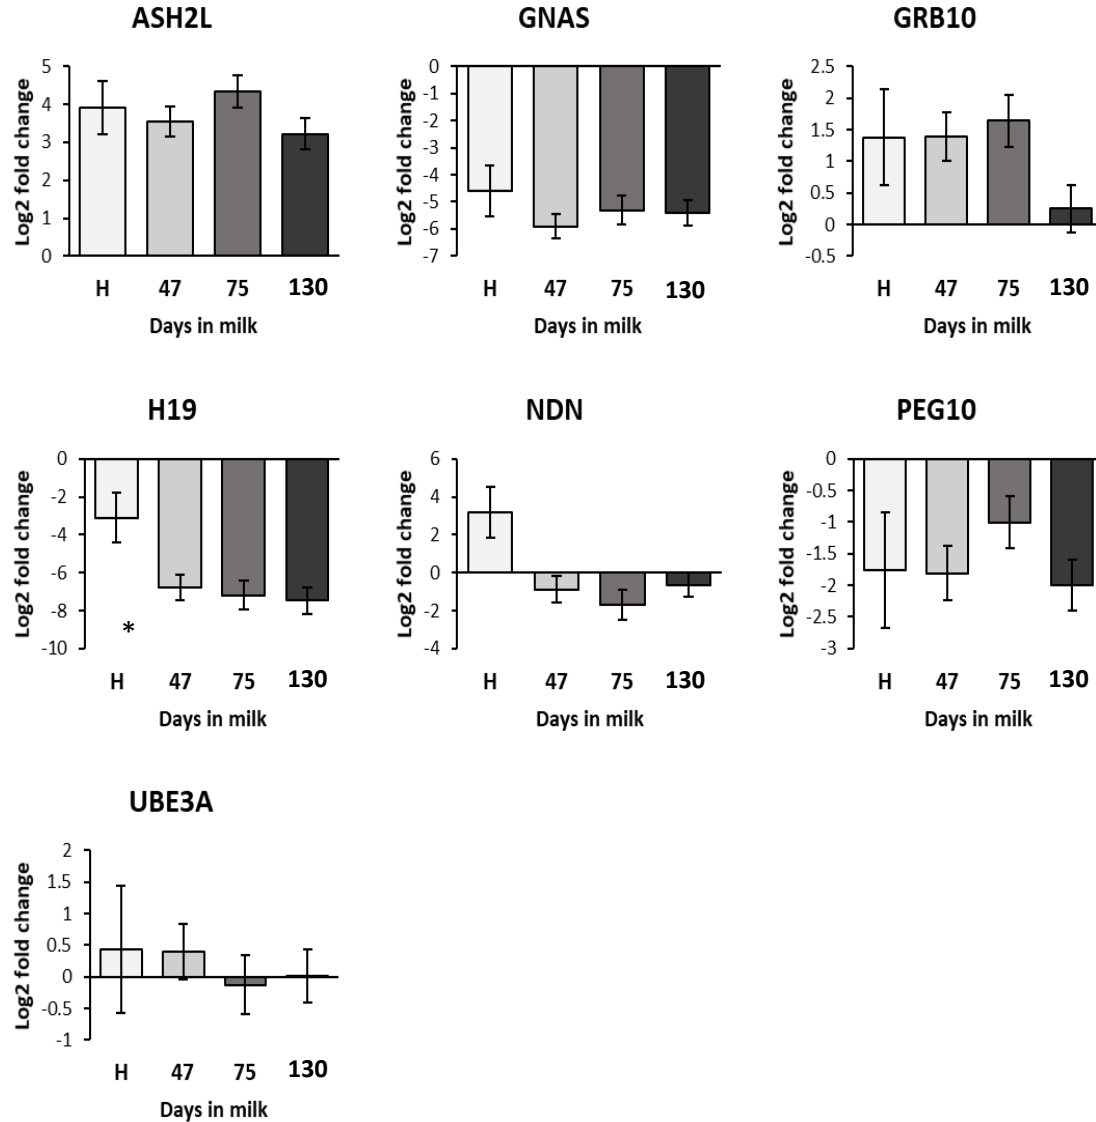 ASH2L
Log2 fold change
5
4
3
2
1
0
H 47 75 130
Days in milk
GNAS
Log2 fold change
0
-1
-2
-3
-4
-5
-6
-7
H 47 75 130
Days in milk
GRB10
Log2 fold change
2.5
2
1.5
1
0.5
0
-0.5
H 47 75 130
Days in milk
H19
Log2 fold change
0
-2
-4
-6
-8
-10
*
H 47 75 130
Days in milk
NDN
Log2 fold change
6
4
2
0
-2
-4
H 47 75 130
Days in milk
PEG10
Log2 fold change
0
-0.5
-1
-1.5
-2
-2.5
-3
H 47 75 130
Days in milk
UBE3A
Log2 fold change
2
1.5
1
0.5
0
-0.5
-1
H 47 75 130
Days in milk